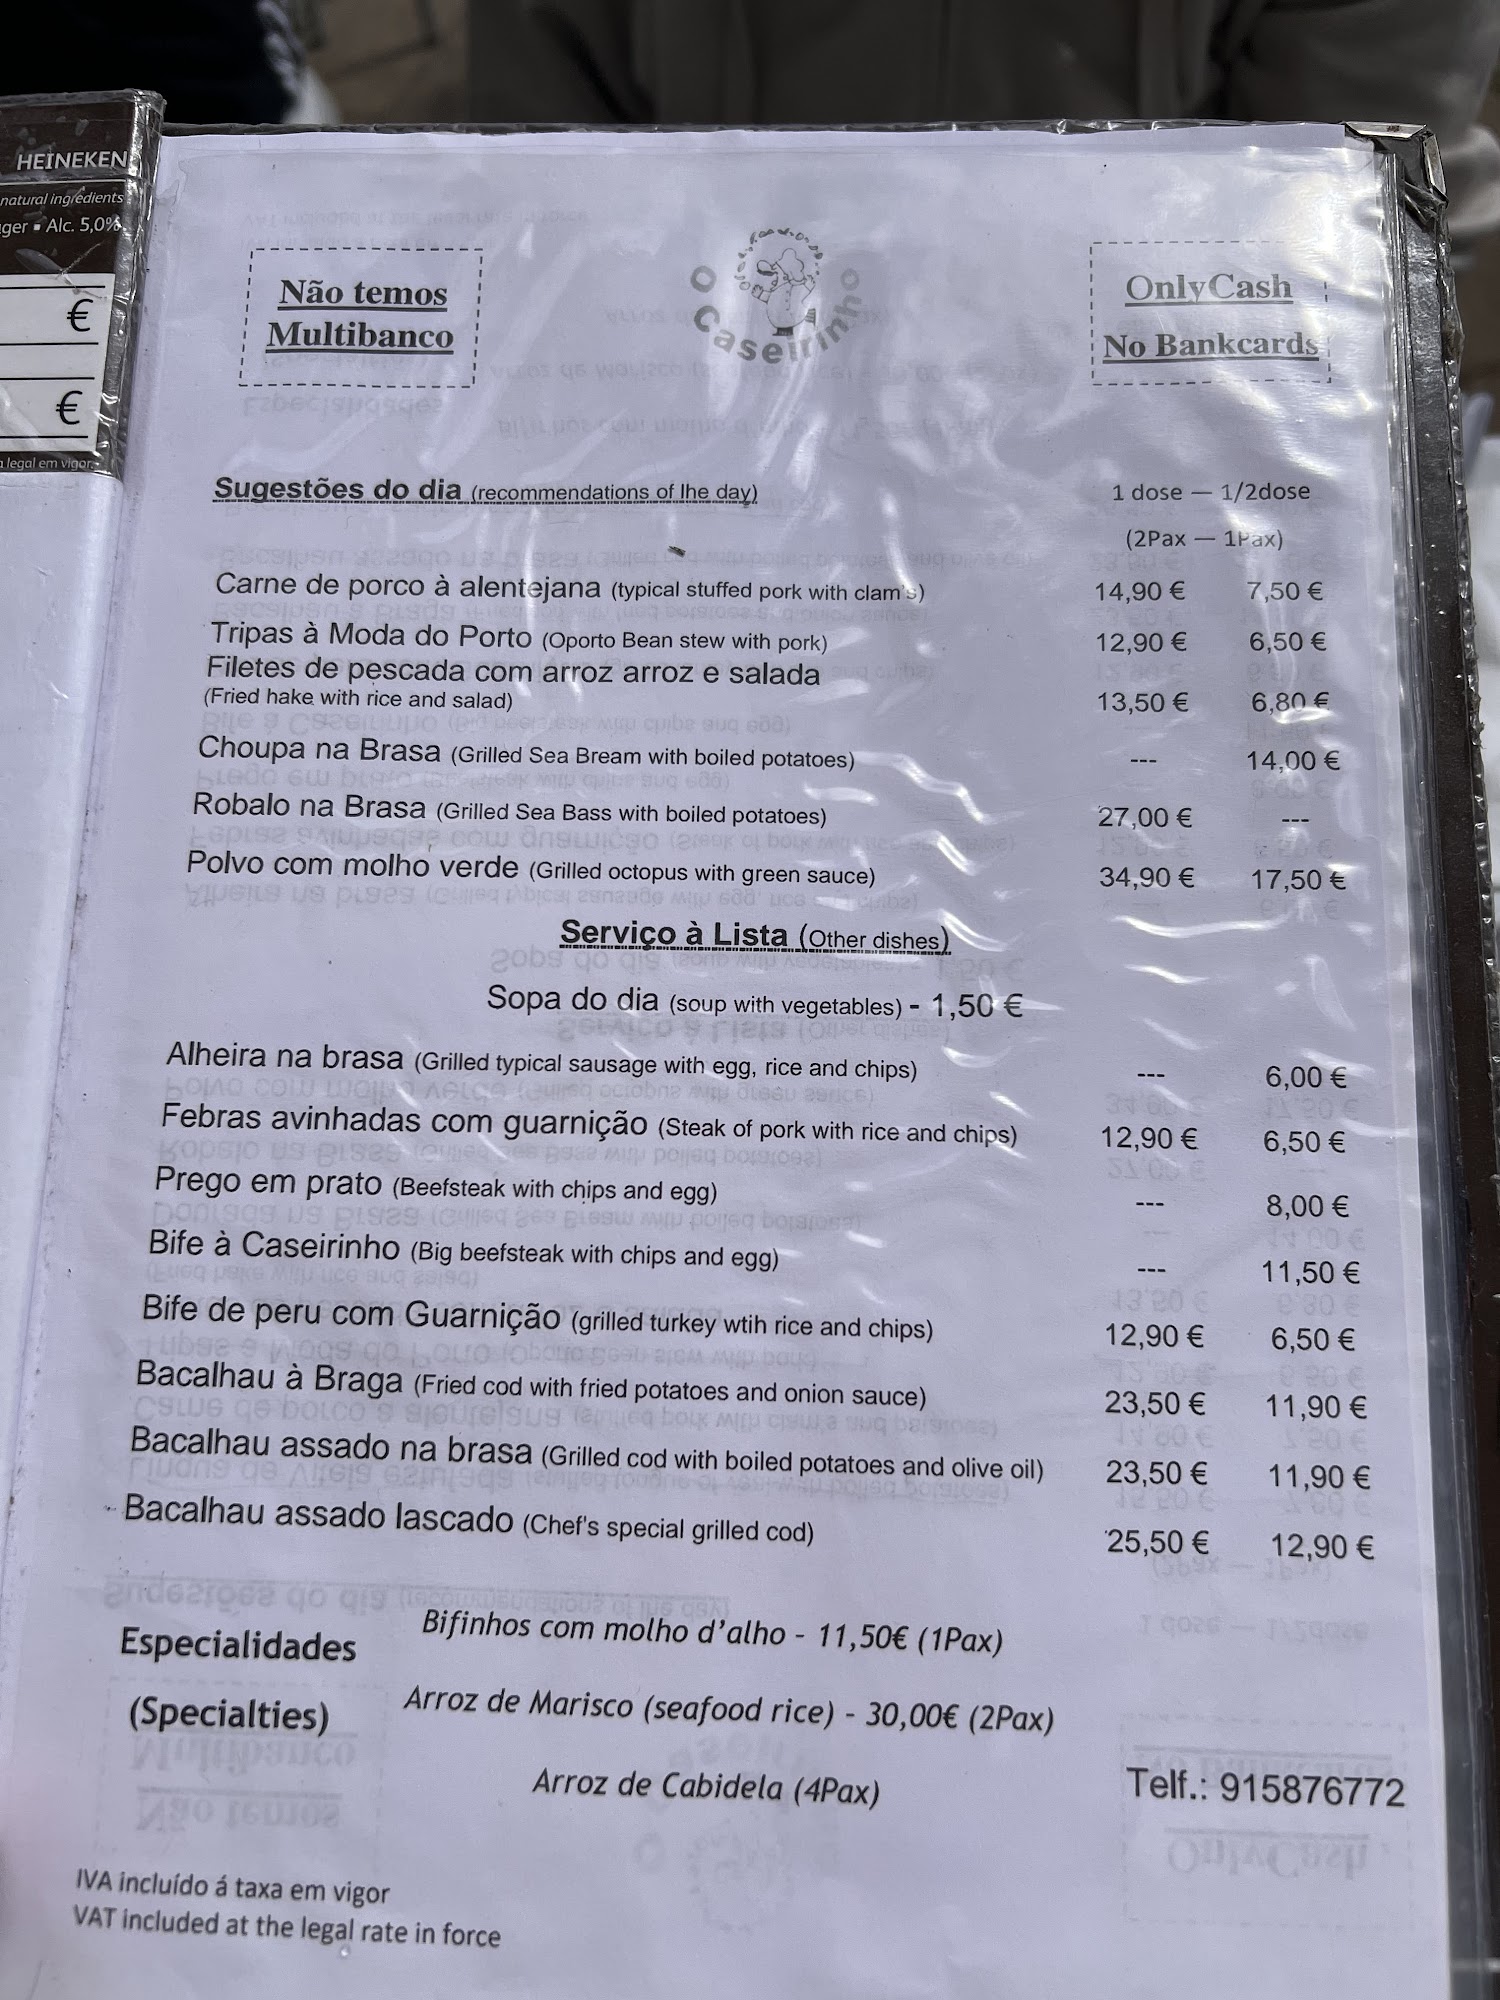 HEINEKEN
natural ingredients
ger ▪ Alc. 5,0%
€
€
legal em vigor.
Não temos
Multibanco
O Caseirinho
OnlyCash
No Bankcards
Sugestões do dia (recommendations of lhe day) 1 dose — 1/2dose
(2Pax — 1Pax)
Carne de porco à alentejana (typical stuffed pork with clam's) 14,90 € 7,50 €
Tripas à Moda do Porto (Oporto Bean stew with pork) 12,90 € 6,50 €
Filetes de pescada com arroz arroz e salada
(Fried hake with rice and salad) 13,50 € 6,80 €
Choupa na Brasa (Grilled Sea Bream with boiled potatoes) --- 14,00 €
Robalo na Brasa (Grilled Sea Bass with boiled potatoes) 27,00 € ---
Polvo com molho verde (Grilled octopus with green sauce) 34,90 € 17,50 €
Serviço à Lista (Other dishes)
Sopa do dia (soup with vegetables) - 1,50 €
Alheira na brasa (Grilled typical sausage with egg, rice and chips) --- 6,00 €
Febras avinhadas com guarnição (Steak of pork with rice and chips) 12,90 € 6,50 €
Prego em prato (Beefsteak with chips and egg) --- 8,00 €
Bife à Caseirinho (Big beefsteak with chips and egg) --- 11,50 €
Bife de peru com Guarnição (grilled turkey wtih rice and chips) 12,90 € 6,50 €
Bacalhau à Braga (Fried cod with fried potatoes and onion sauce) 23,50 € 11,90 €
Bacalhau assado na brasa (Grilled cod with boiled potatoes and olive oil) 23,50 € 11,90 €
Bacalhau assado lascado (Chef's special grilled cod) 25,50 € 12,90 €
Especialidades
(Specialties)
Bifinhos com molho d'alho - 11,50€ (1Pax)
Arroz de Marisco (seafood rice) - 30,00€ (2Pax)
Arroz de Cabidela (4Pax)
Telf.: 915876772
IVA incluído á taxa em vigor
VAT included at the legal rate in force